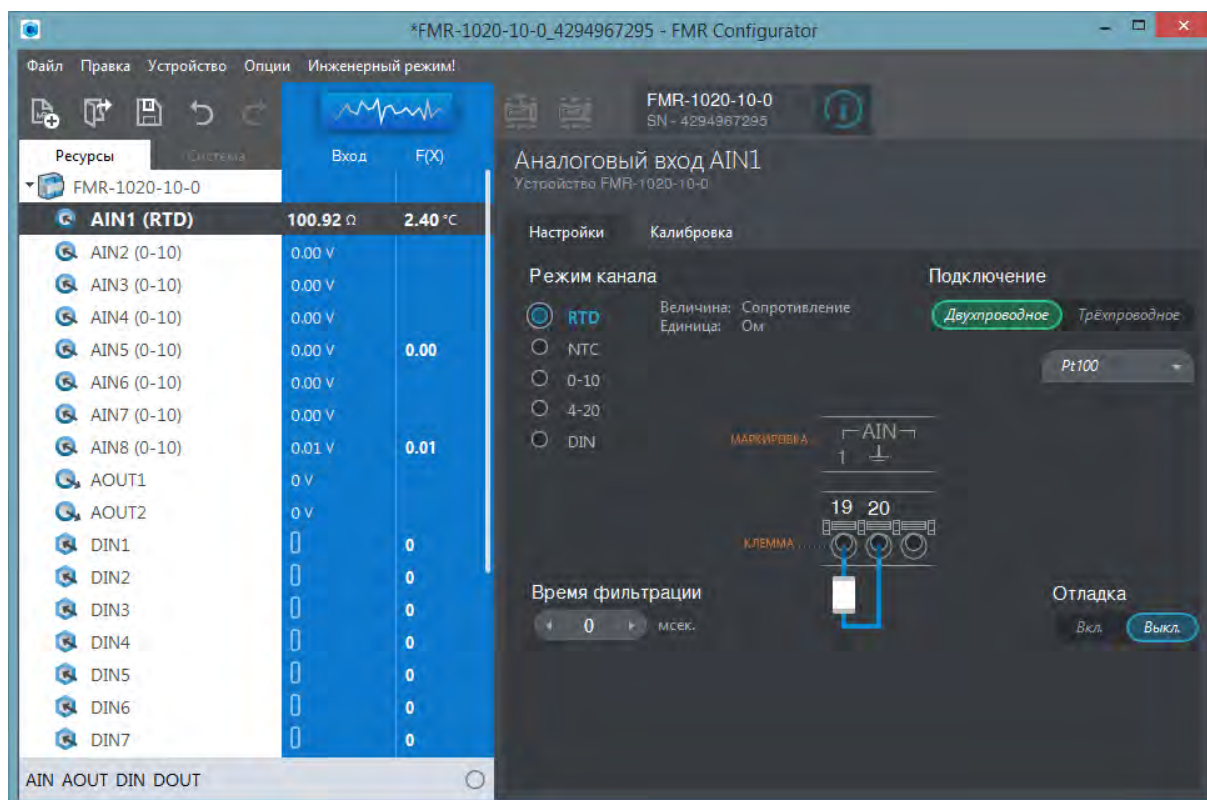 *FMR-1020-10-0_4294967295 - FMR Configurator
Файл Правка Устройство Опции Инженерный режим!
FMR-1020-10-0
SN - 4294967295
Ресурсы Система Вход F(X)
Аналоговый вход AIN1
Устройство FMR-1020-10-0
FMR-1020-10-0
AIN1 (RTD) 100.92 Ω 2.40 °C
AIN2 (0-10) 0.00 V
AIN3 (0-10) 0.00 V
AIN4 (0-10) 0.00 V
AIN5 (0-10) 0.00 V 0.00
AIN6 (0-10) 0.00 V
AIN7 (0-10) 0.00 V
AIN8 (0-10) 0.01 V 0.01
AOUT1 0 V
AOUT2 0 V
DIN1 0
DIN2 0
DIN3 0
DIN4 0
DIN5 0
DIN6 0
DIN7 0
AIN AOUT DIN DOUT
Настройки Калибровка
Режим канала
RTD
NTC
0-10
4-20
DIN
Величина: Сопротивление
Единица: Ом
Подключение
Двухпроводное Трёхпроводное
Pt100
МАРКИРОВКА
AIN
1
19 20
КЛЕММА
Время фильтрации
0 мсек.
Отладка
Вкл. Выкл.